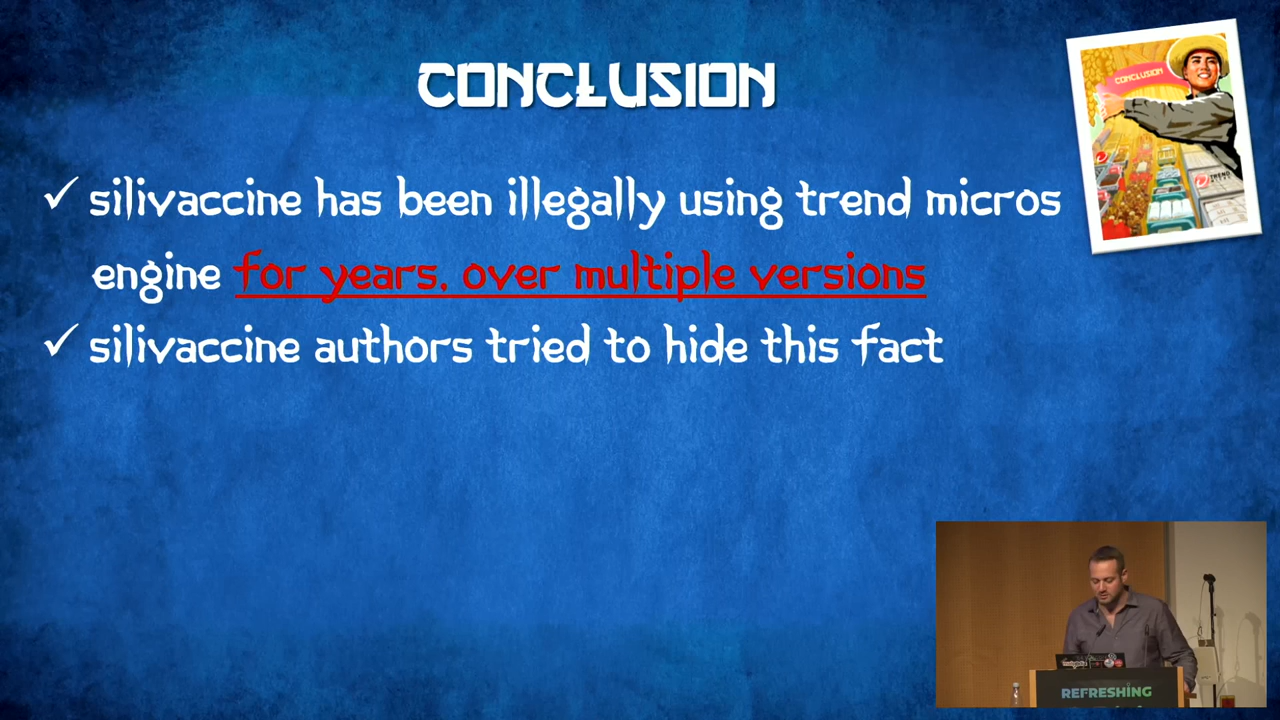 CONCLUSION
CONCLUSION
✓ silivaccine has been illegally using trend micros
engine for years, over multiple versions
TREND
✓ silivaccine authors tried to hide this fact
REFRESHING